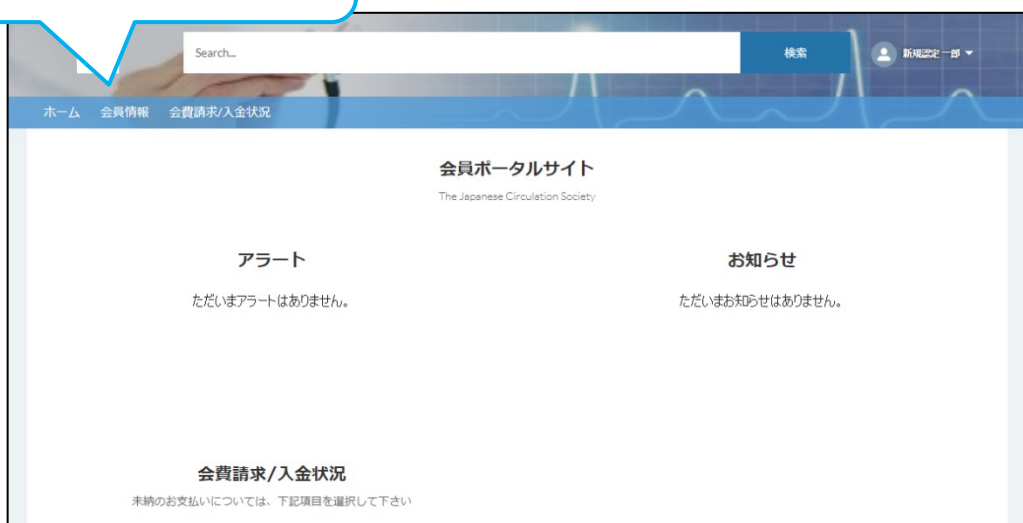 Search...
検索
新規認定 一郎
ホーム 会員情報 会費請求/入金状況
会員ポータルサイト
The Japanese Circulation Society
アラート
お知らせ
ただいまアラートはありません。
ただいまお知らせはありません。
会費請求/入金状況
未納のお支払いについては、下記項目を選択して下さい